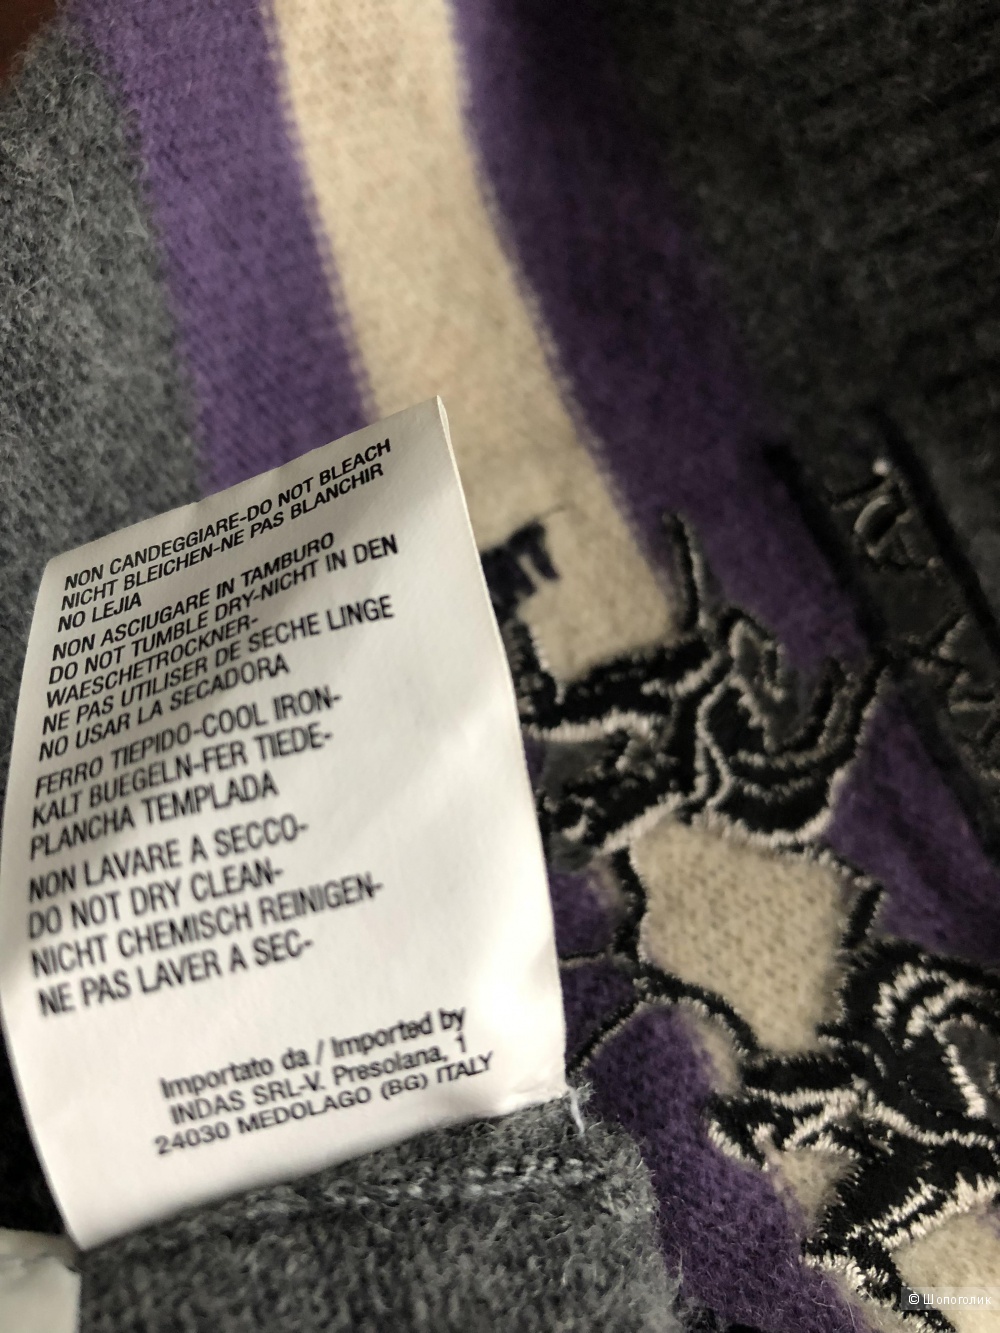 NON CANDEGGIARE-DO NOT BLEACH
NICHT BLEICHEN-NE PAS BLANCHIR
NO LEJIA
NON ASCIUGARE IN TAMBURO
DO NOT TUMBLE DRY-NICHT IN DEN
WAESCHETROCKNER-
NE PAS UTILISER DE SECHE LINGE
NO USAR LA SECADORA
FERRO TIEPIDO-COOL IRON-
KALT BUEGELN-FER TIEDE-
PLANCHA TEMPLADA
NON LAVARE A SECCO-
DO NOT DRY CLEAN-
NICHT CHEMISCH REINIGEN-
NE PAS LAVER A SEC-
Importato da / Imported by
INDAS SRL-V. Presolana, 1
24030 MEDOLAGO (BG) ITALY
© Шопоголик